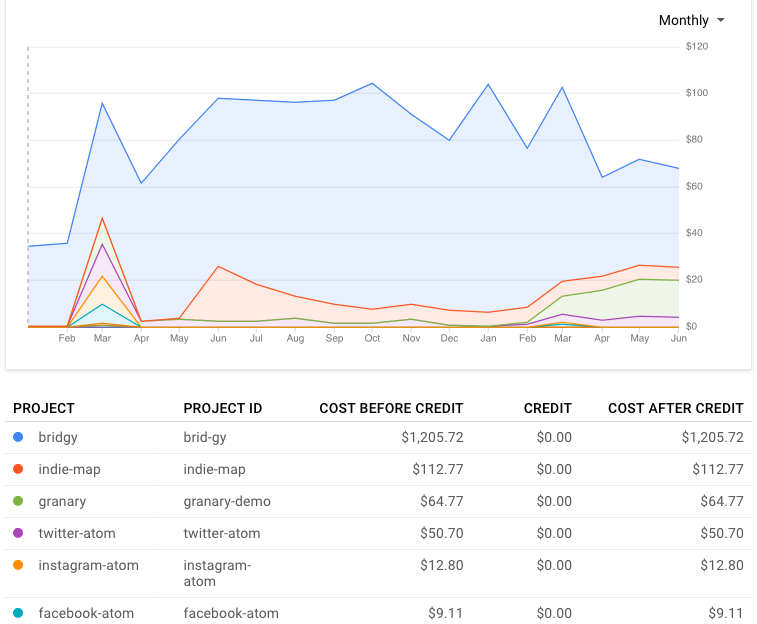 Monthly
$120
$100
$80
$60
$40
$20
$0
Feb Mar Apr May Jun Jul Aug Sep Oct Nov Dec Jan Feb Mar Apr May Jun
PROJECT PROJECT ID COST BEFORE CREDIT CREDIT COST AFTER CREDIT
bridgy brid-gy $1,205.72 $0.00 $1,205.72
indie-map indie-map $112.77 $0.00 $112.77
granary granary-demo $64.77 $0.00 $64.77
twitter-atom twitter-atom $50.70 $0.00 $50.70
instagram-atom instagram- $12.80 $0.00 $12.80
atom
facebook-atom facebook-atom $9.11 $0.00 $9.11